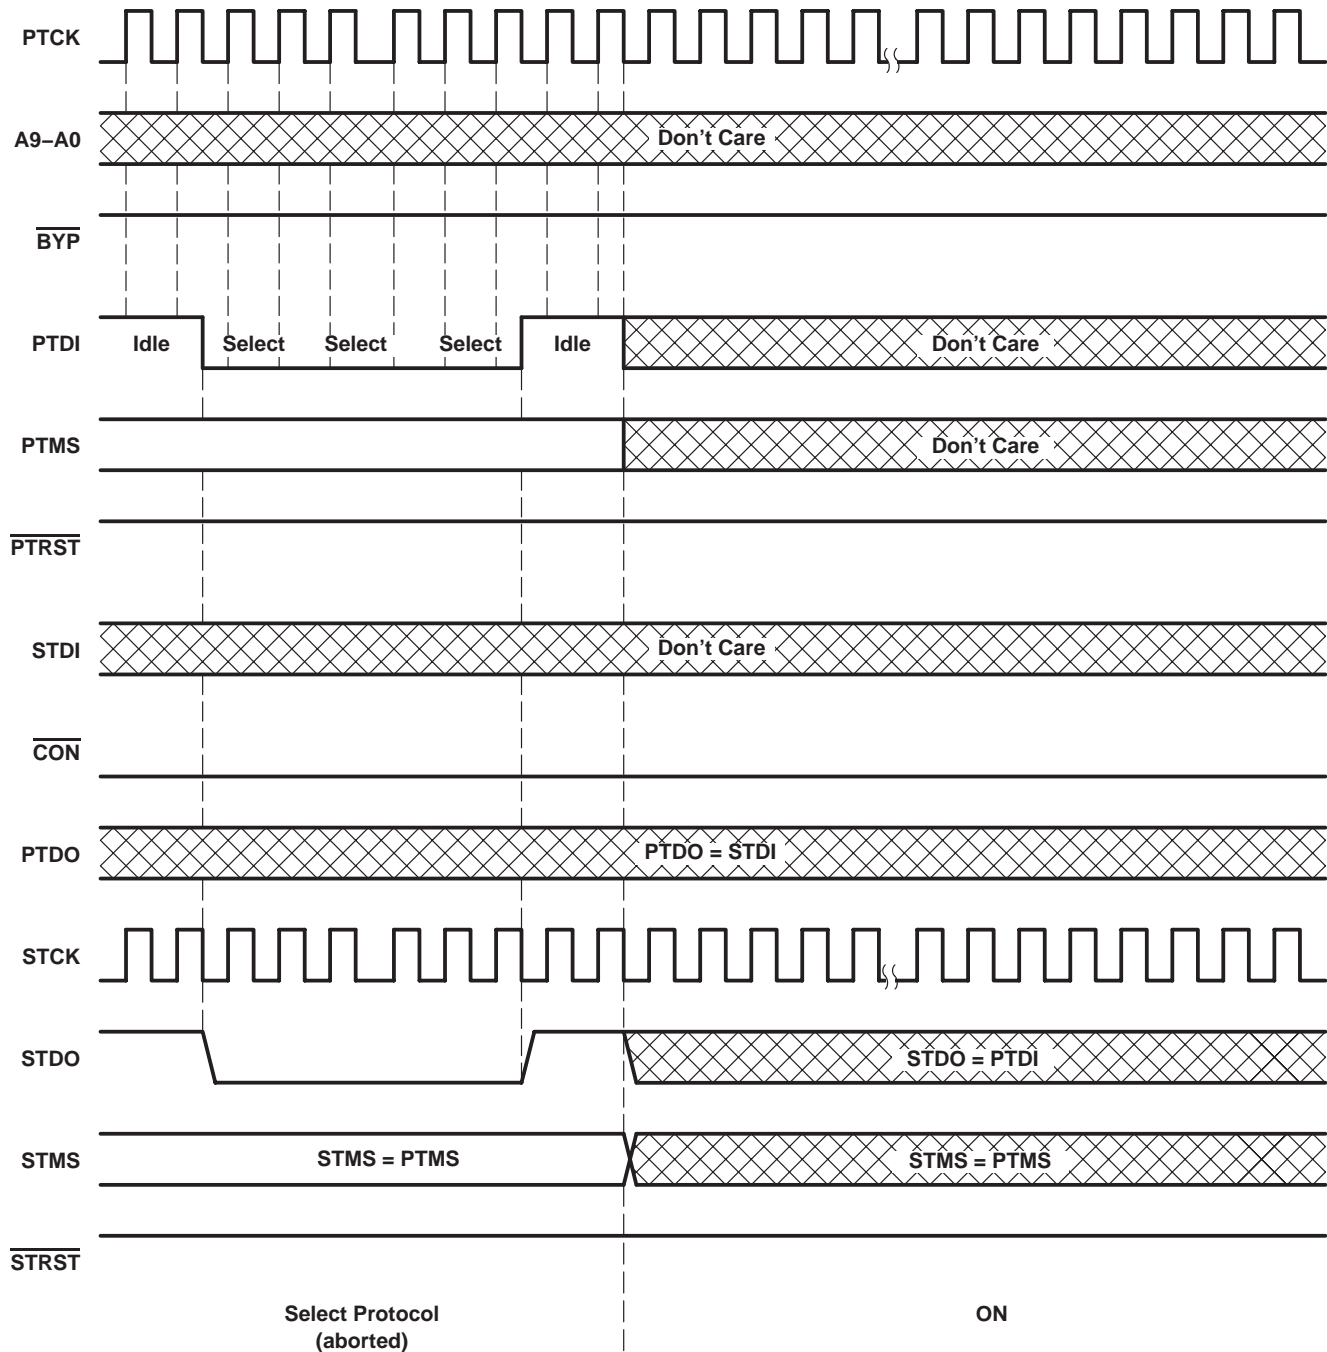 PTCK
A9–A0
Don't Care
BYP
PTDI
Idle Select Select Select Idle
Don't Care
PTMS
Don't Care
PTRST
STDI
Don't Care
CON
PTDO
PTDO = STDI
STCK
STDO
STDO = PTDI
STMS
STMS = PTMS
STMS = PTMS
STRST
Select Protocol
(aborted)
ON